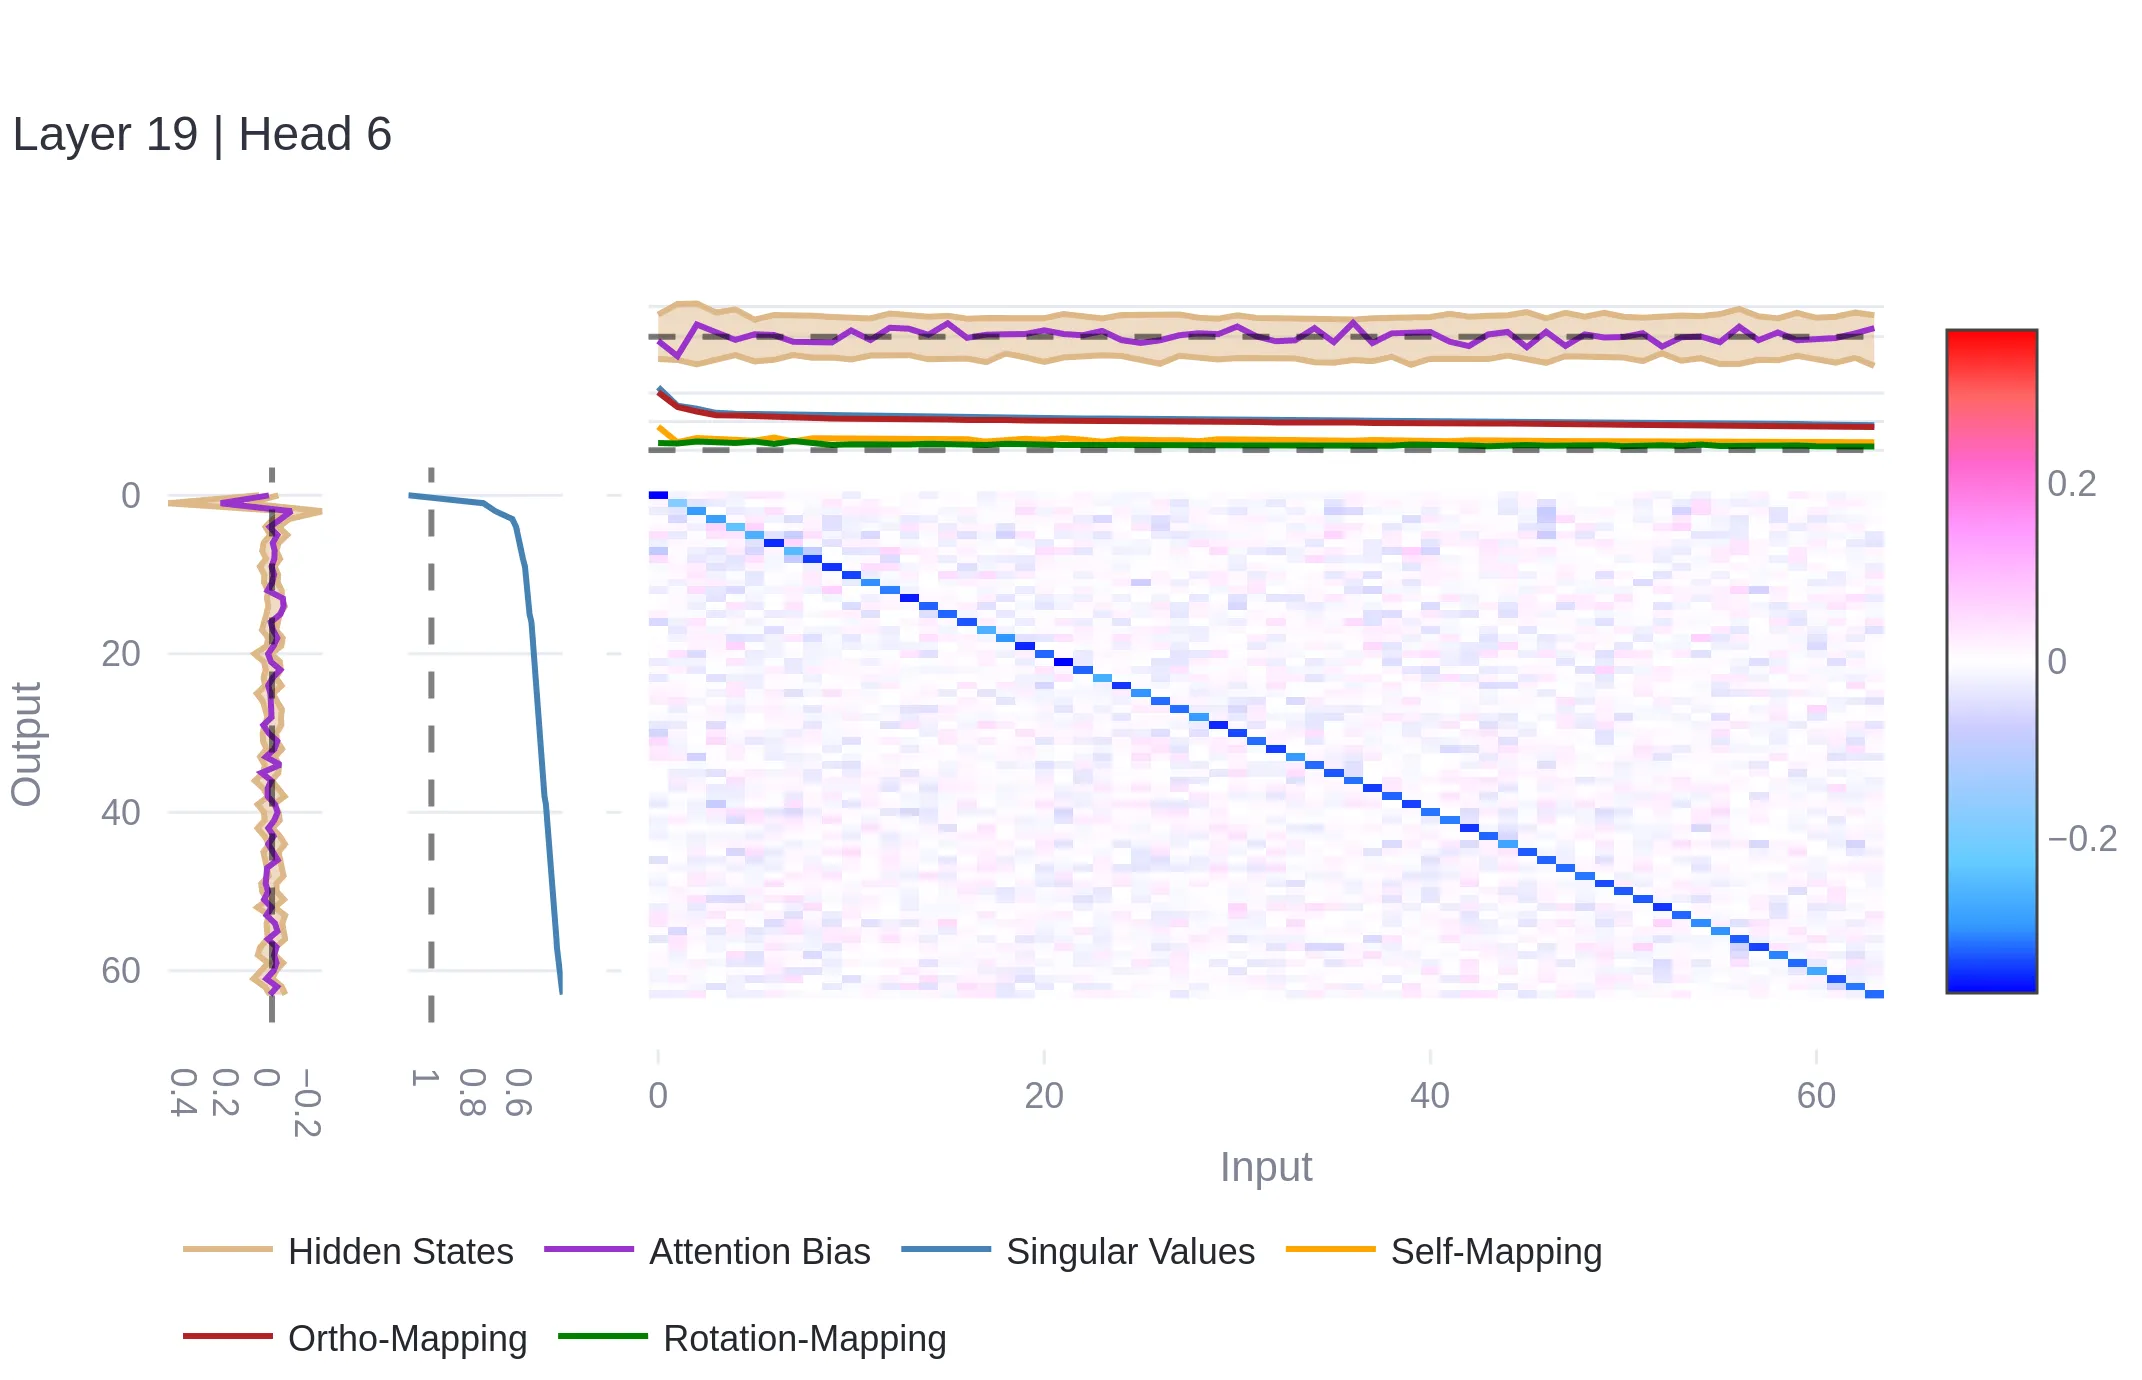 Layer 19 | Head 6
0
20
40
60
Output
0.4
0.2
0
−0.2
1
0.8
0.6
0
20
40
60
Input
0.2
0
−0.2
Hidden States
Attention Bias
Singular Values
Self-Mapping
Ortho-Mapping
Rotation-Mapping